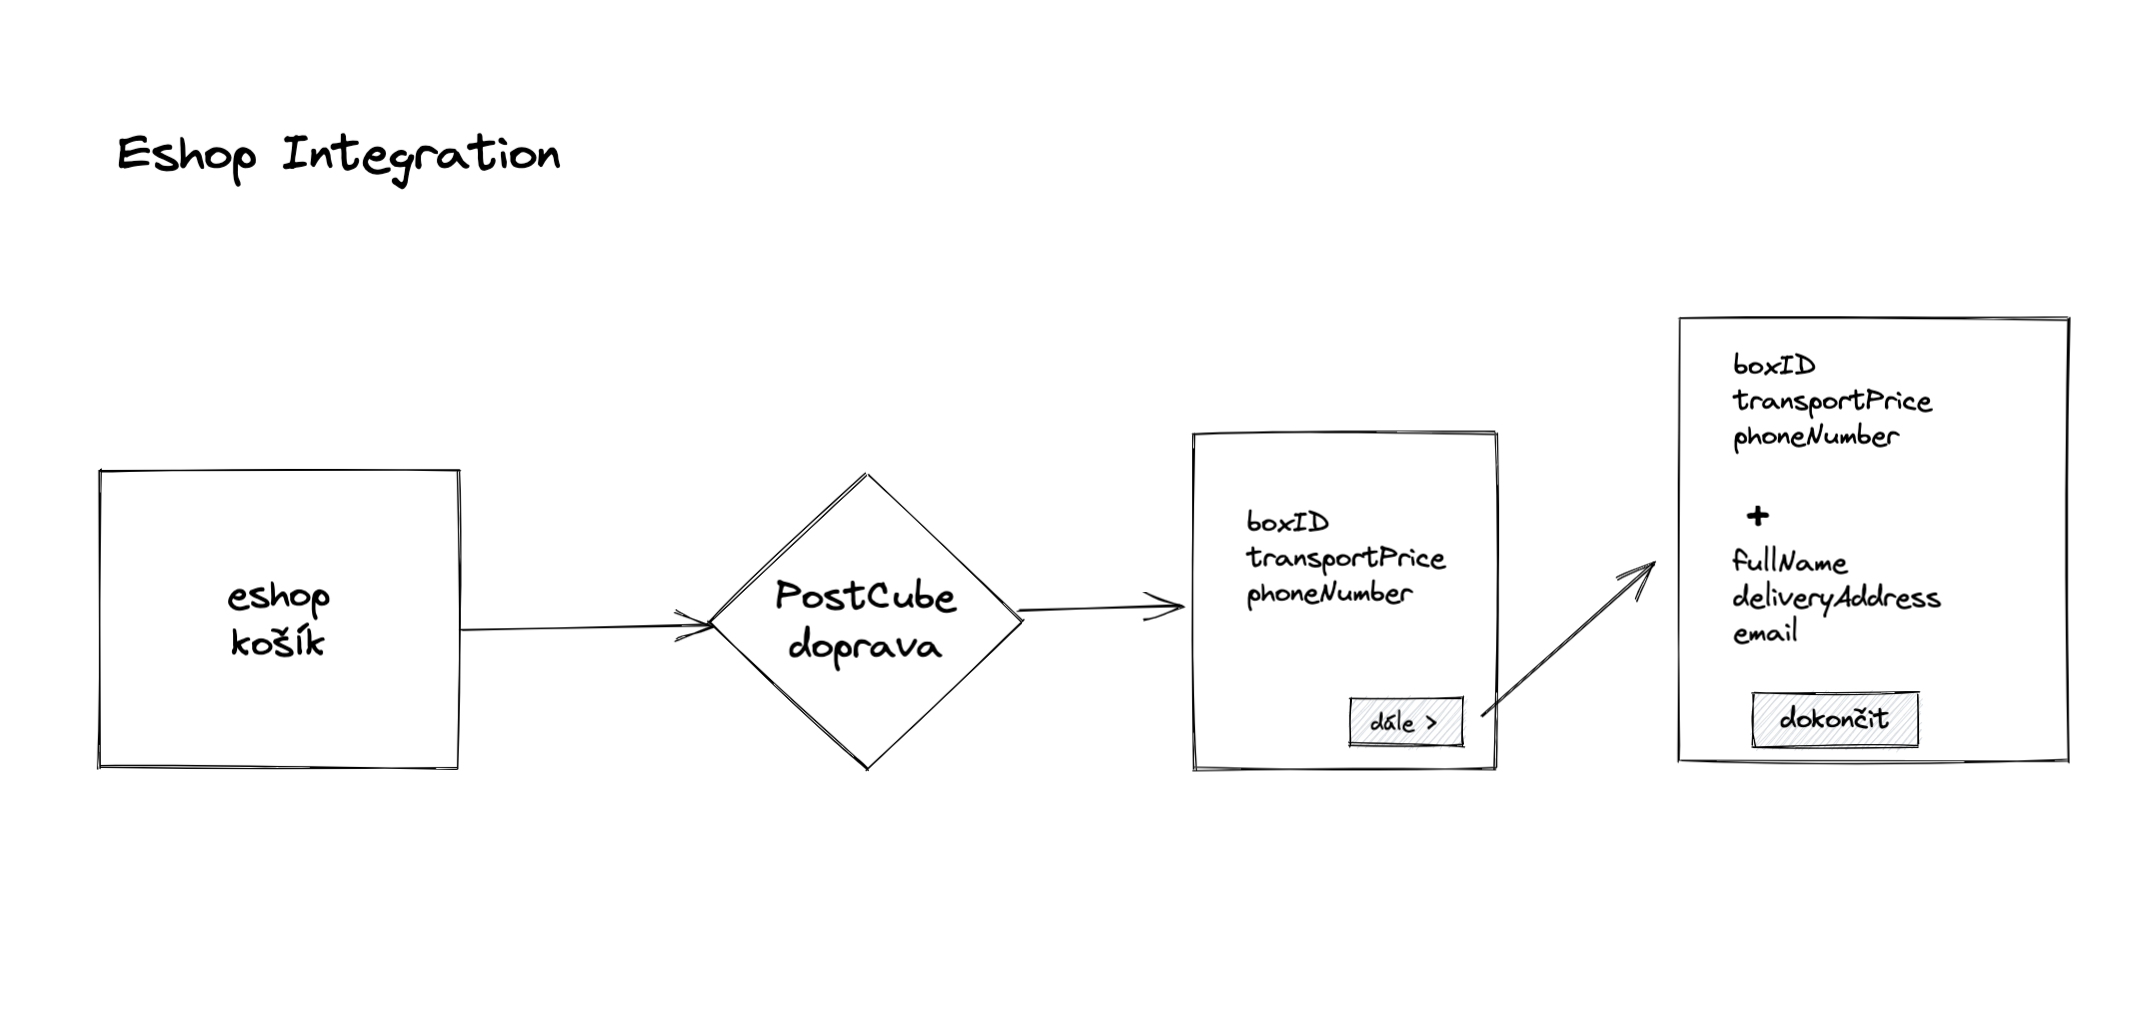 Eshop Integration
eshop
košík
PostCube
doprava
boxID
transportPrice
phoneNumber
dále >
boxID
transportPrice
phoneNumber
+
fullName
deliveryAddress
email
dokončit